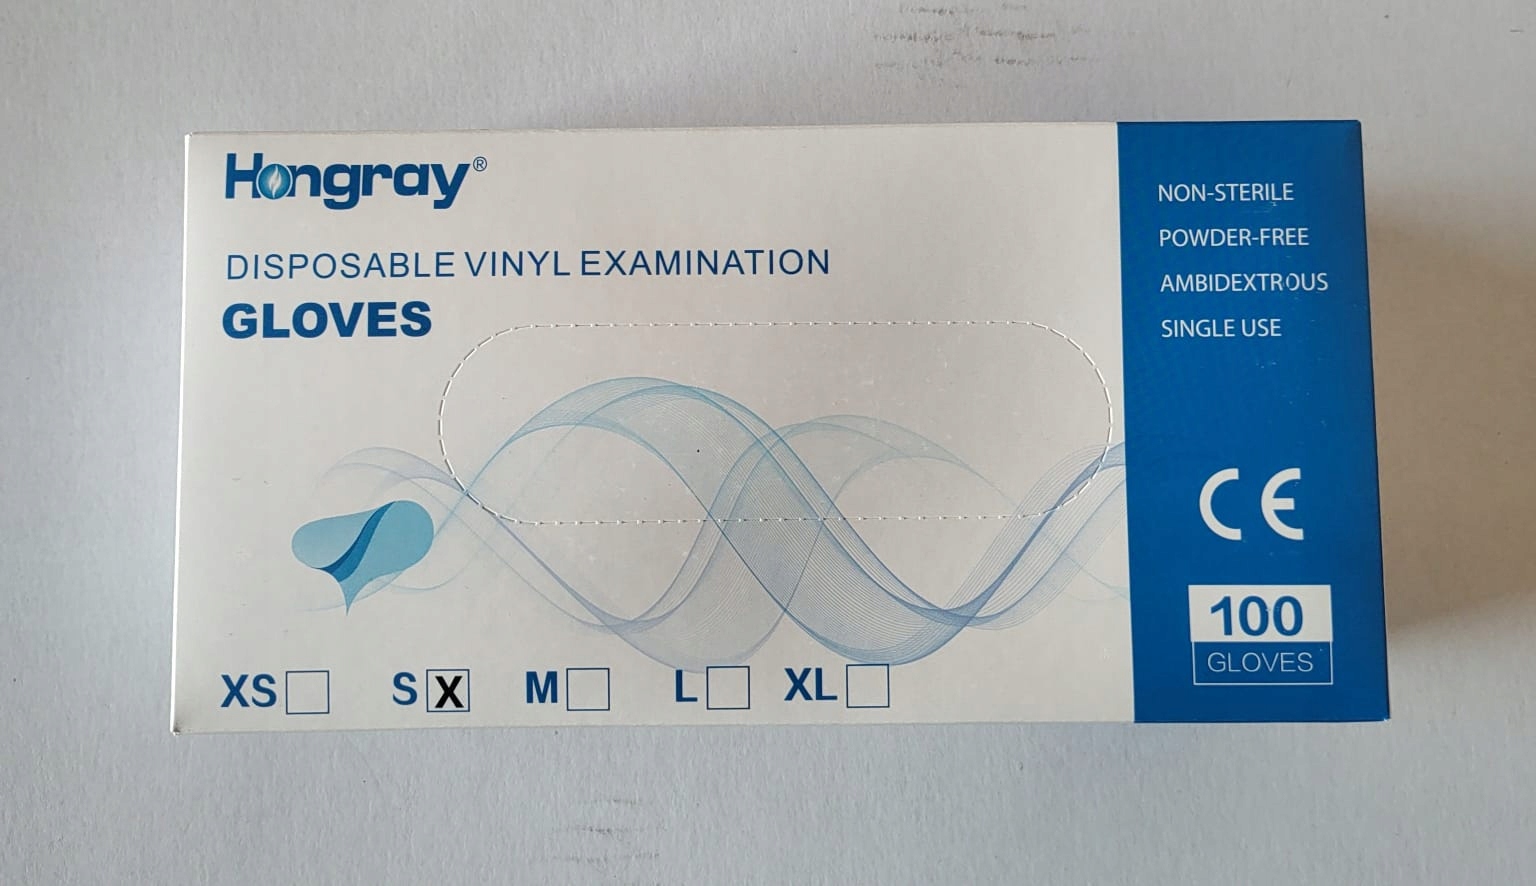 Hongray®
DISPOSABLE VINYL EXAMINATION
GLOVES
XS S X M L XL
NON-STERILE
POWDER-FREE
AMBIDEXTROUS
SINGLE USE
CE
100
GLOVES